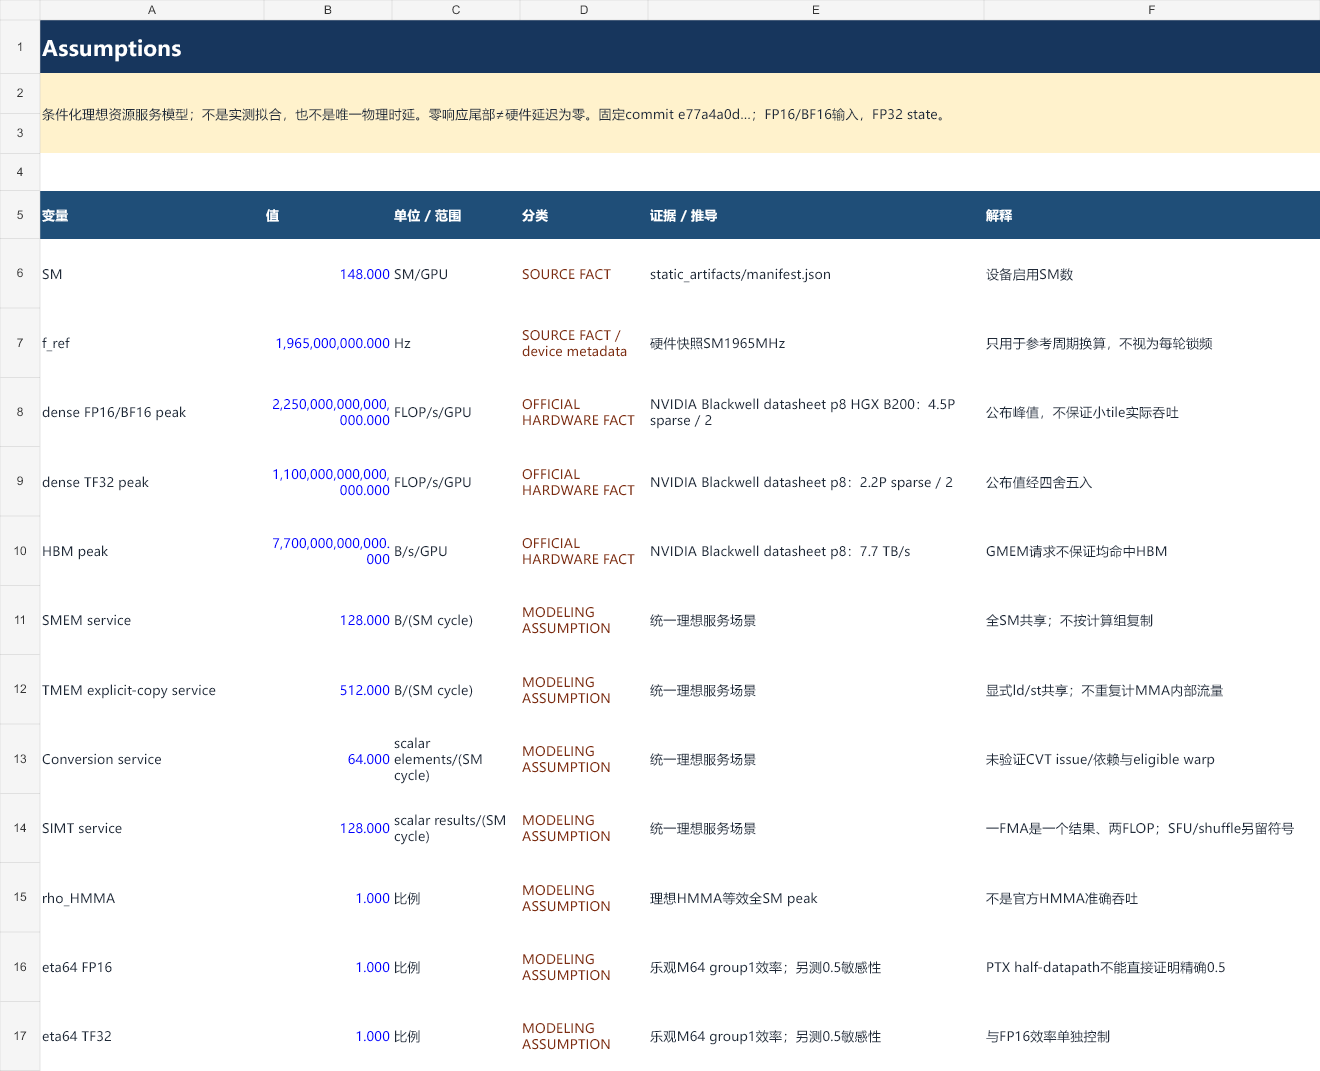 A B C D E F
1 Assumptions
2
条件化理想资源服务模型；不是实测拟合，也不是唯一物理时延。零响应尾部≠硬件延迟为零。固定commit e77a4a0d...；FP16/BF16输入，FP32 state。
3
4
5 变量 值 单位 / 范围 分类 证据 / 推导 解释
6 SM 148.000 SM/GPU SOURCE FACT static_artifacts/manifest.json 设备启用SM数
7 f_ref 1,965,000,000.000 Hz SOURCE FACT /
device metadata 硬件快照SM1965MHz 只用于参考周期换算，不视为每轮锁频
8 dense FP16/BF16 peak 2,250,000,000,000,
000.000 FLOP/s/GPU OFFICIAL
HARDWARE FACT NVIDIA Blackwell datasheet p8 HGX B200：4.5P
sparse / 2 公布峰值，不保证小tile实际吞吐
9 dense TF32 peak 1,100,000,000,000,
000.000 FLOP/s/GPU OFFICIAL
HARDWARE FACT NVIDIA Blackwell datasheet p8：2.2P sparse / 2 公布值经四舍五入
10 HBM peak 7,700,000,000,000.
000 B/s/GPU OFFICIAL
HARDWARE FACT NVIDIA Blackwell datasheet p8：7.7 TB/s GMEM请求不保证均命中HBM
11 SMEM service 128.000 B/(SM cycle) MODELING
ASSUMPTION 统一理想服务场景 全SM共享；不按计算组复制
12 TMEM explicit-copy service 512.000 B/(SM cycle) MODELING
ASSUMPTION 统一理想服务场景 显式ld/st共享；不重复计MMA内部流量
13 Conversion service 64.000 scalar
elements/(SM
cycle) MODELING
ASSUMPTION 统一理想服务场景 未验证CVT issue/依赖与eligible warp
14 SIMT service 128.000 scalar results/(SM
cycle) MODELING
ASSUMPTION 统一理想服务场景 一FMA是一个结果、两FLOP；SFU/shuffle另留符号
15 rho_HMMA 1.000 比例 MODELING
ASSUMPTION 理想HMMA等效全SM peak 不是官方HMMA准确吞吐
16 eta64 FP16 1.000 比例 MODELING
ASSUMPTION 乐观M64 group1效率；另测0.5敏感性 PTX half-datapath不能直接证明精确0.5
17 eta64 TF32 1.000 比例 MODELING
ASSUMPTION 乐观M64 group1效率；另测0.5敏感性 与FP16效率单独控制